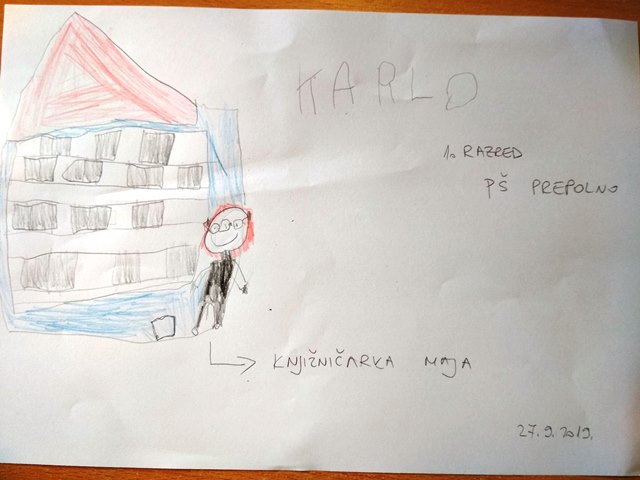 KARLO
1. RAZRED
PŠ PREPOLNO
KNJIŽNIČARKA MAJA
27.9.2019.